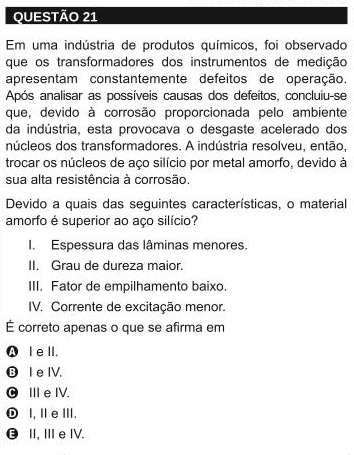 QUESTÃO 21
Em uma indústria de produtos químicos, foi observado
que os transformadores dos instrumentos de medição
apresentam constantemente defeitos de operação.
Após analisar as possíveis causas dos defeitos, concluiu-se
que, devido à corrosão proporcionada pelo ambiente
da indústria, esta provocava o desgaste acelerado dos
núcleos dos transformadores. A indústria resolveu, então,
trocar os núcleos de aço silício por metal amorfo, devido à
sua alta resistência à corrosão.
Devido a quais das seguintes características, o material
amorfo é superior ao aço silício?
I. Espessura das lâminas menores.
II. Grau de dureza maior.
III. Fator de empilhamento baixo.
IV. Corrente de excitação menor.
É correto apenas o que se afirma em
A I e II.
B I e IV.
C III e IV.
D I, II e III.
E II, III e IV.